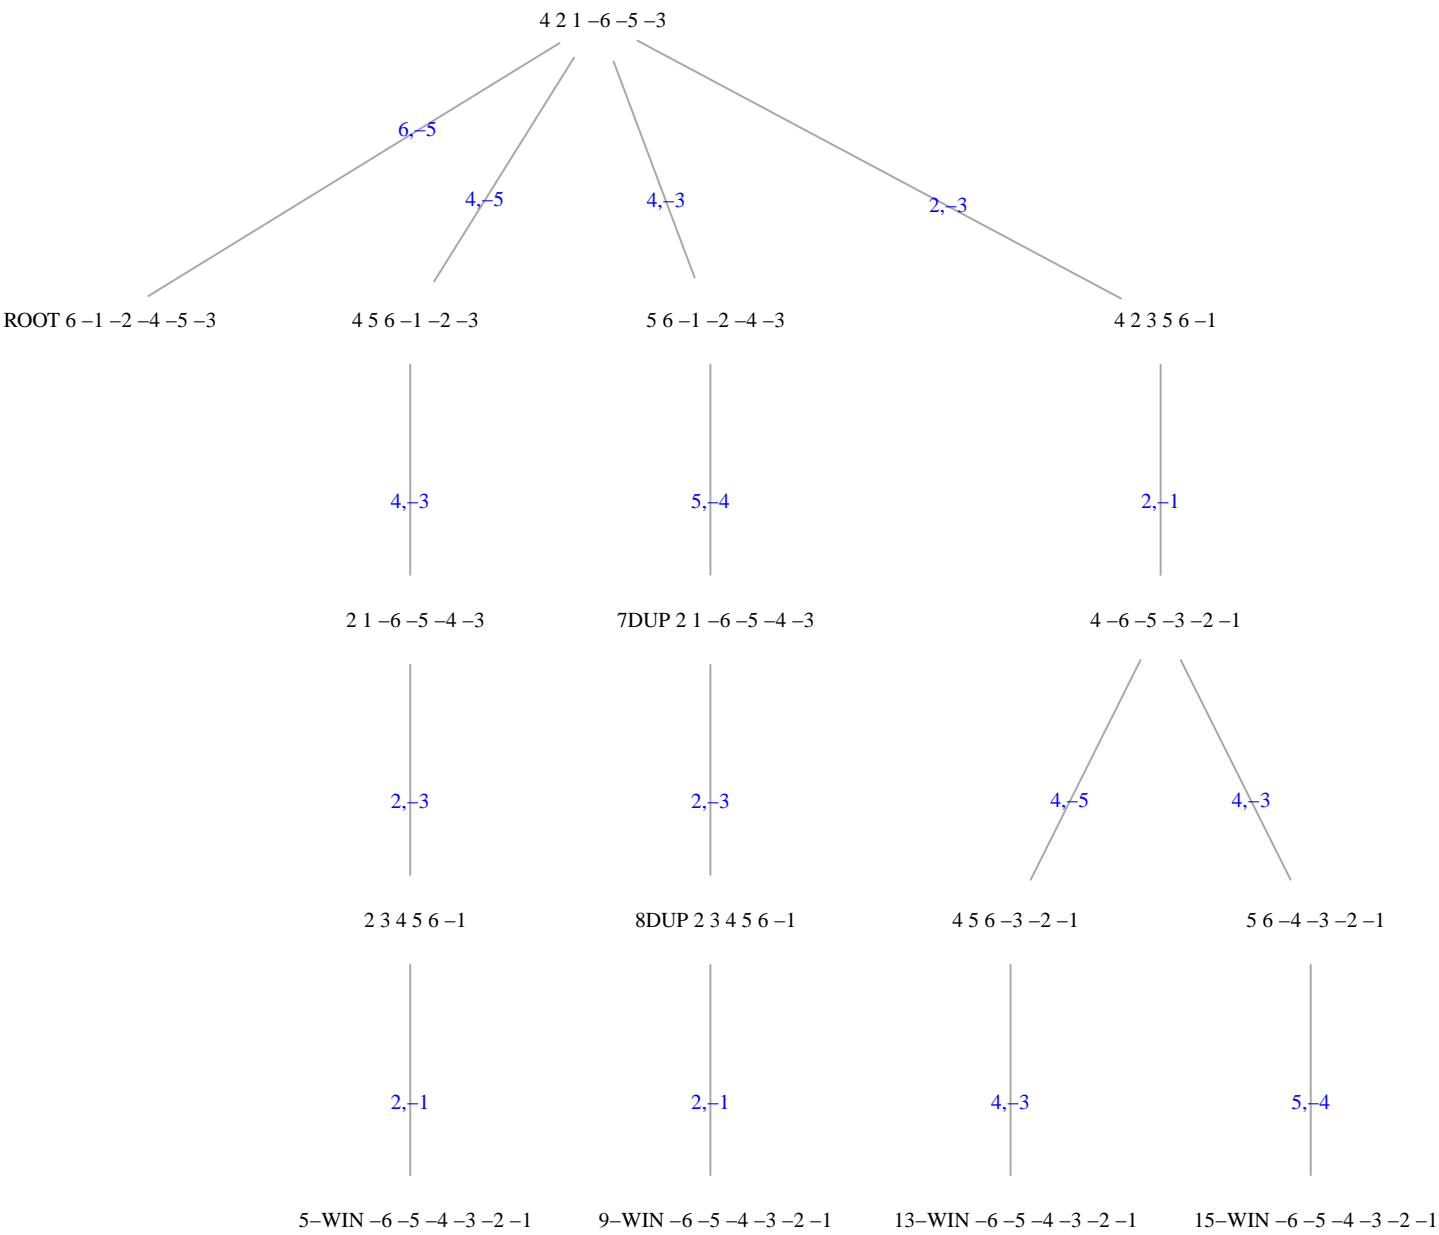 4 2 1 –6 –5 –3
6,–5
4,–5
4,–3
2,–3
ROOT 6 –1 –2 –4 –5 –3
4 5 6 –1 –2 –3
5 6 –1 –2 –4 –3
4 2 3 5 6 –1
4,–3
5,–4
2,–1
2 1 –6 –5 –4 –3
7DUP 2 1 –6 –5 –4 –3
4 –6 –5 –3 –2 –1
2,–3
2,–3
4,–5
4,–3
2 3 4 5 6 –1
8DUP 2 3 4 5 6 –1
4 5 6 –3 –2 –1
5 6 –4 –3 –2 –1
2,–1
2,–1
4,–3
5,–4
5–WIN –6 –5 –4 –3 –2 –1
9–WIN –6 –5 –4 –3 –2 –1
13–WIN –6 –5 –4 –3 –2 –1
15–WIN –6 –5 –4 –3 –2 –1